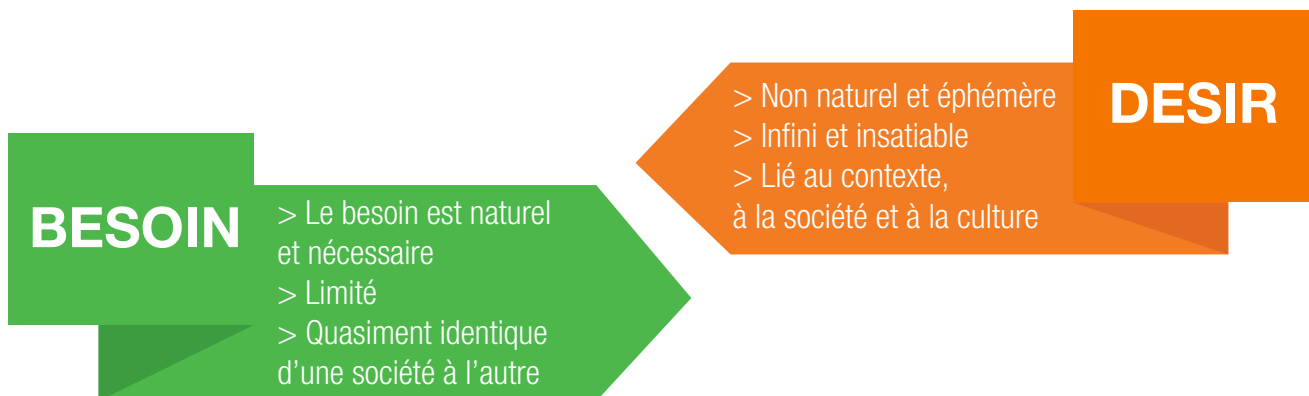 BESOIN
> Le besoin est naturel
et nécessaire
> Limité
> Quasiment identique
d’une société à l’autre
DESIR
> Non naturel et éphémère
> Infini et insatiable
> Lié au contexte,
à la société et à la culture